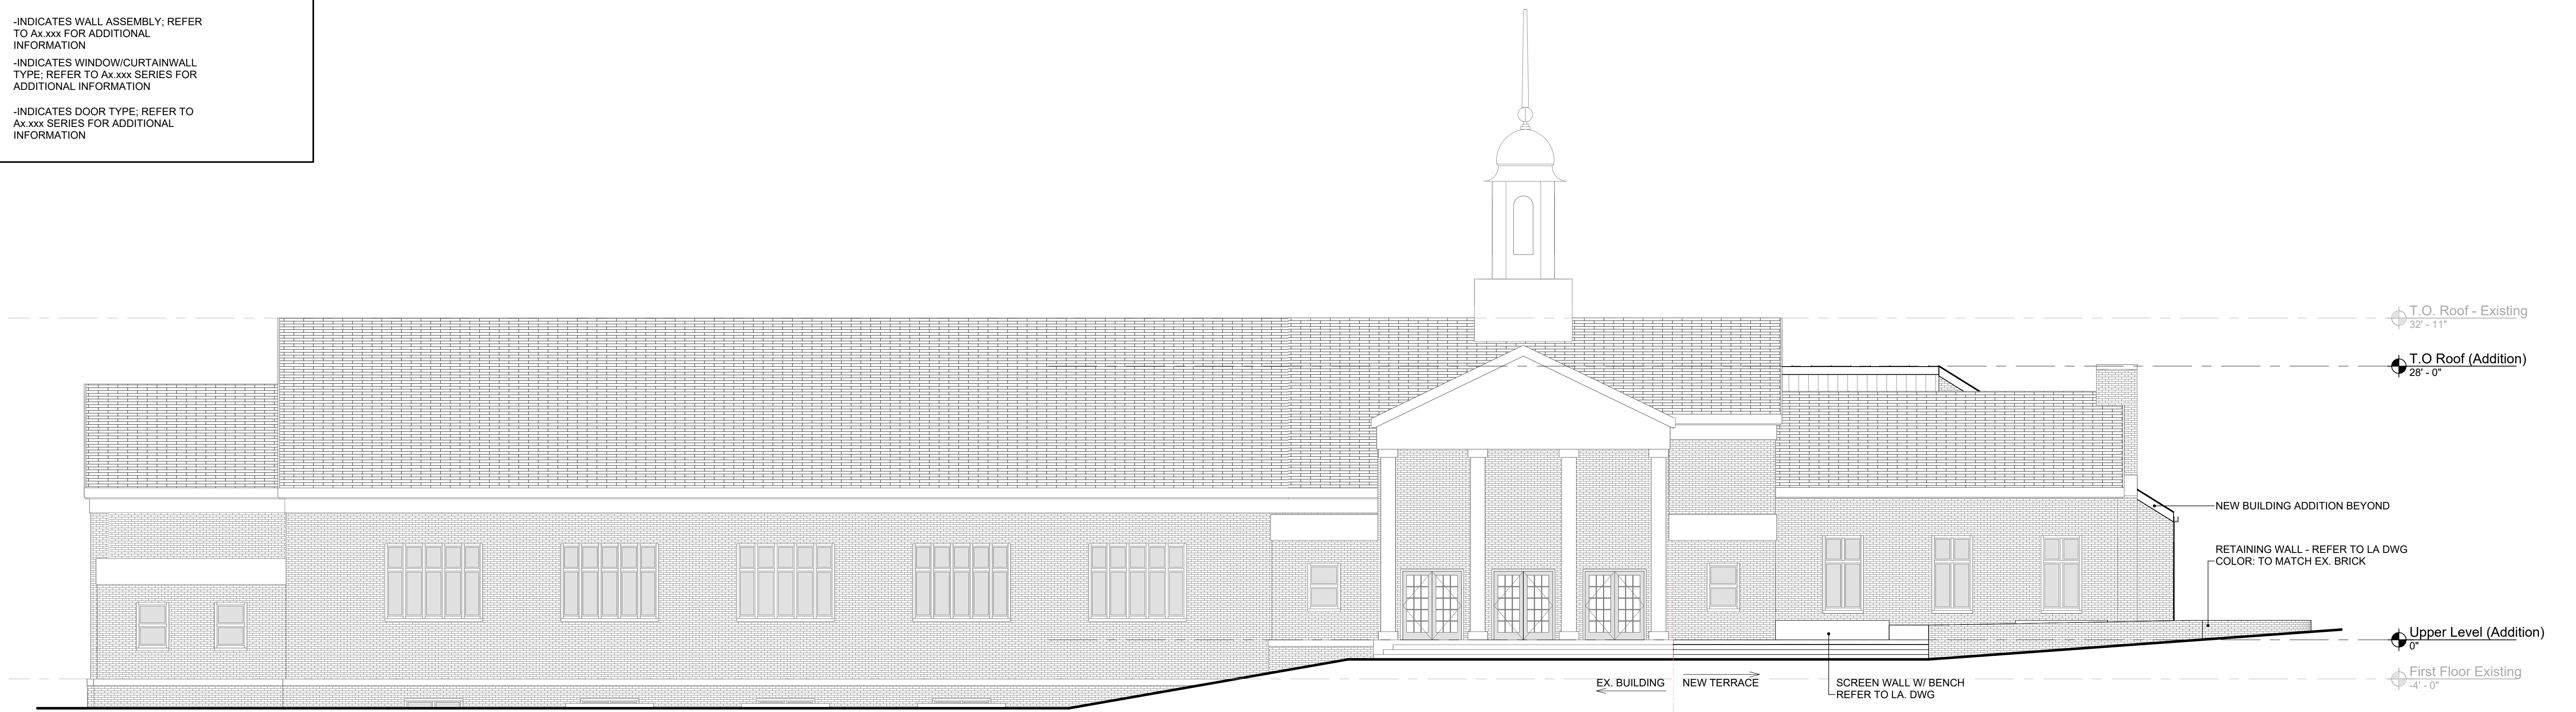 -INDICATES WALL ASSEMBLY; REFER
TO Ax.xxx FOR ADDITIONAL
INFORMATION
-INDICATES WINDOW/CURTAINWALL
TYPE; REFER TO Ax.xxx SERIES FOR
ADDITIONAL INFORMATION
-INDICATES DOOR TYPE; REFER TO
Ax.xxx SERIES FOR ADDITIONAL
INFORMATION
T.O. Roof - Existing
32' - 11"
T.O Roof (Addition)
28' - 0"
NEW BUILDING ADDITION BEYOND
RETAINING WALL - REFER TO LA DWG
COLOR: TO MATCH EX. BRICK
Upper Level (Addition)
0"
First Floor Existing
-4' - 0"
EX. BUILDING
NEW TERRACE
SCREEN WALL W/ BENCH
REFER TO LA. DWG